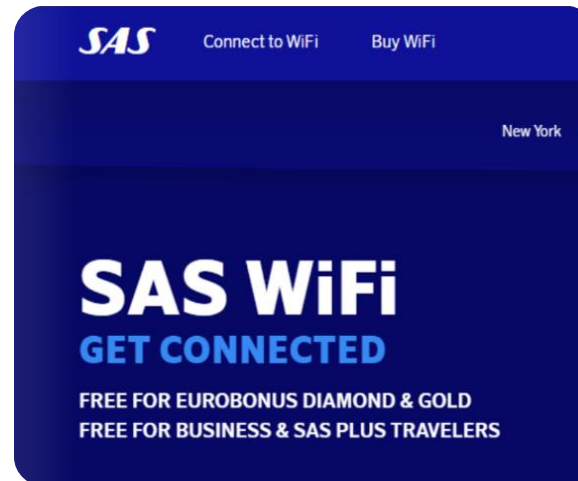 SAS Connect to WiFi Buy WiFi
New York
SAS WiFi
GET CONNECTED
FREE FOR EUROBONUS DIAMOND & GOLD
FREE FOR BUSINESS & SAS PLUS TRAVELERS